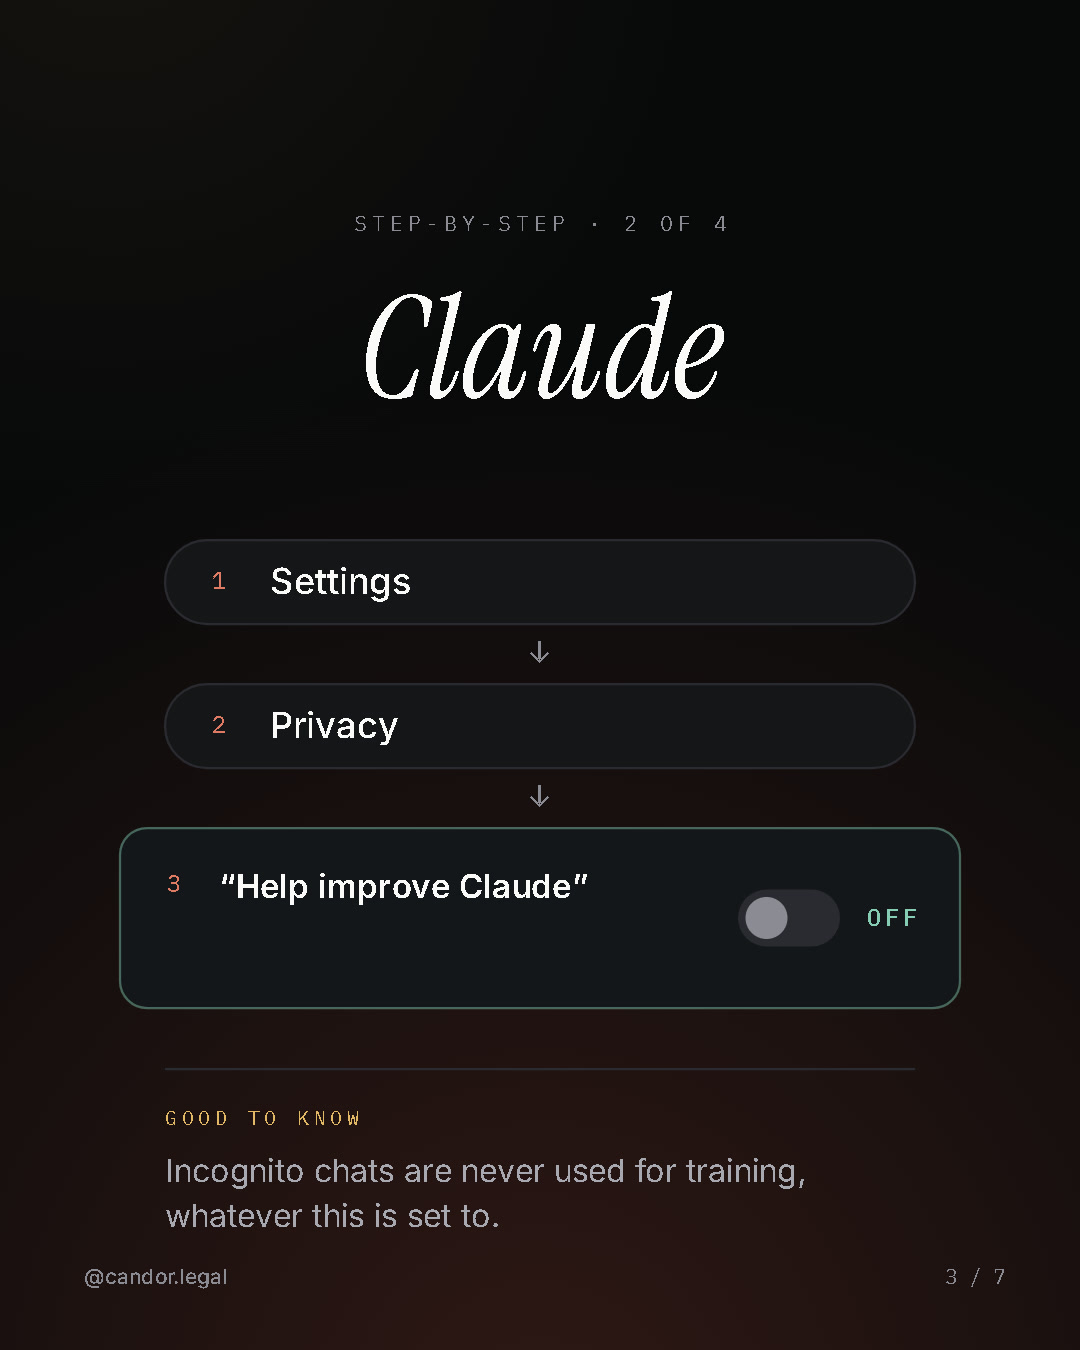 STEP-BY-STEP · 2 OF 4
Claude
1 Settings
↓
2 Privacy
↓
3 “Help improve Claude”
OFF
GOOD TO KNOW
Incognito chats are never used for training,
whatever this is set to.
@candor.legal
3 / 7